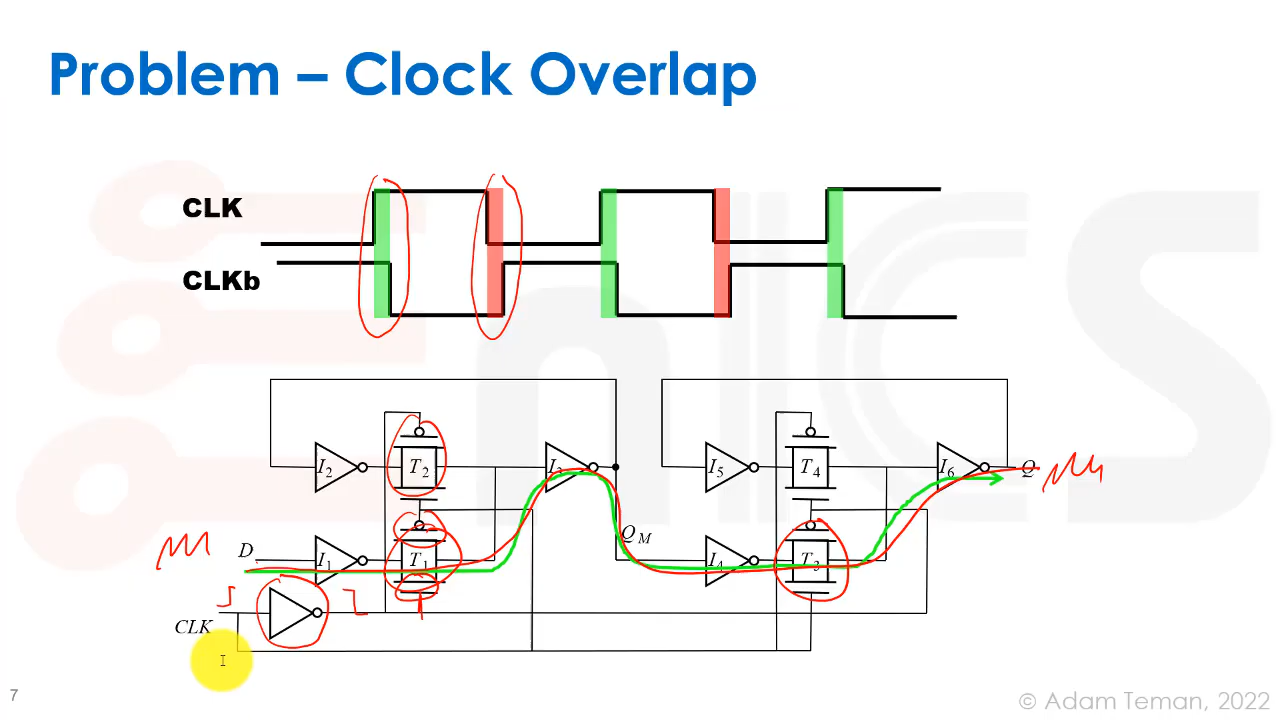 Problem – Clock Overlap
CLK
CLKb
I2
T2
I3
I5
T4
I6
Q
D
I1
T1
QM
I4
T3
CLK
7
© Adam Teman, 2022
nICS